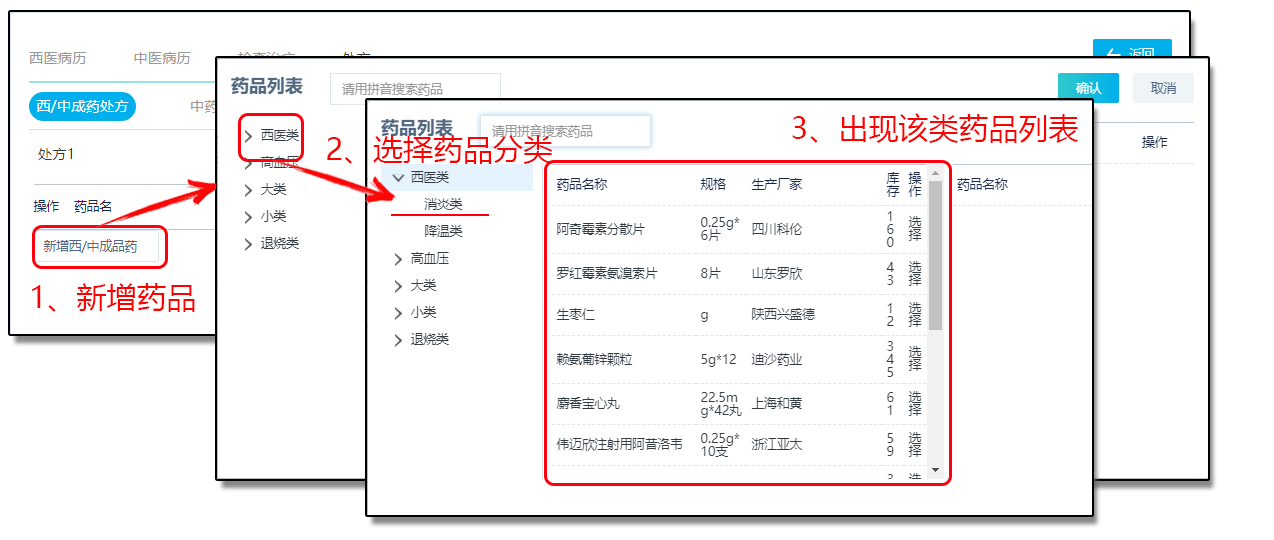 西医病历 中医病历 检查治疗 处方 返回
西/中成药处方 中药
处方1
操作 药品名
新增西/中成品药
1、新增药品
药品列表 请用拼音搜索药品 确认 取消
西医类
高血压
大类
小类
退烧类
操作
2、选择药品分类
药品列表 请用拼音搜索药品
3、出现该类药品列表
西医类
消炎类
降温类
高血压
大类
小类
退烧类
药品名称 规格 生产厂家 库存 操作 药品名称
阿奇霉素分散片 0.25g*6片 四川科伦 160 选择
罗红霉素氨溴索片 8片 山东罗欣 43 选择
生枣仁 g 陕西兴盛德 12 选择
赖氨葡锌颗粒 5g*12 迪沙药业 345 选择
麝香宝心丸 22.5mg*42丸 上海和黄 61 选择
伟迈欣注射用阿昔洛韦 0.25g*10支 浙江亚太 59 选择
选